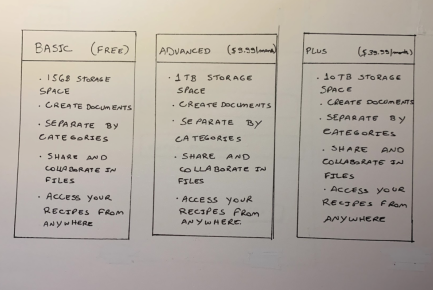 BASIC (FREE)
· 15GB STORAGE
SPACE
· CREATE DOCUMENTS
· SEPARATE BY
CATEGORIES
· SHARE AND
COLLABORATE IN
FILES
· ACCESS YOUR
RECIPES FROM
ANYWHERE
ADVANCED ($9.99/month)
· 1TB STORAGE
SPACE
· CREATE DOCUMENTS
· SEPARATE BY
CATEGORIES
· SHARE AND
COLLABORATE IN
FILES
· ACCESS YOUR
RECIPES FROM
ANYWHERE
PLUS ($39.99/month)
· 10TB STORAGE
SPACE
· CREATE DOCUMENTS
· SEPARATE BY
CATEGORIES
· SHARE AND
COLLABORATE IN
FILES
· ACCESS YOUR
RECIPES FROM
ANYWHERE